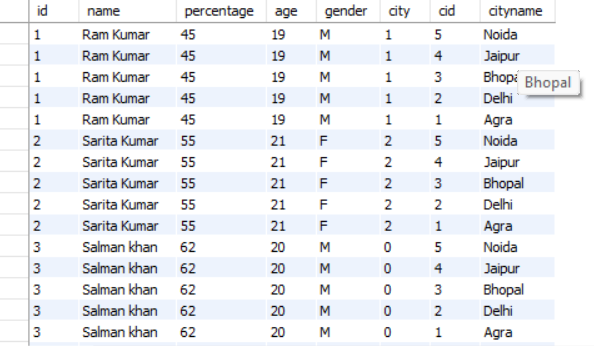 id name percentage age gender city cid cityname
1 Ram Kumar 45 19 M 1 5 Noida
1 Ram Kumar 45 19 M 1 4 Jaipur
1 Ram Kumar 45 19 M 1 3 Bhopal
1 Ram Kumar 45 19 M 1 2 Delhi
1 Ram Kumar 45 19 M 1 1 Agra
2 Sarita Kumar 55 21 F 2 5 Noida
2 Sarita Kumar 55 21 F 2 4 Jaipur
2 Sarita Kumar 55 21 F 2 3 Bhopal
2 Sarita Kumar 55 21 F 2 2 Delhi
2 Sarita Kumar 55 21 F 2 1 Agra
3 Salman khan 62 20 M 0 5 Noida
3 Salman khan 62 20 M 0 4 Jaipur
3 Salman khan 62 20 M 0 3 Bhopal
3 Salman khan 62 20 M 0 2 Delhi
3 Salman khan 62 20 M 0 1 Agra